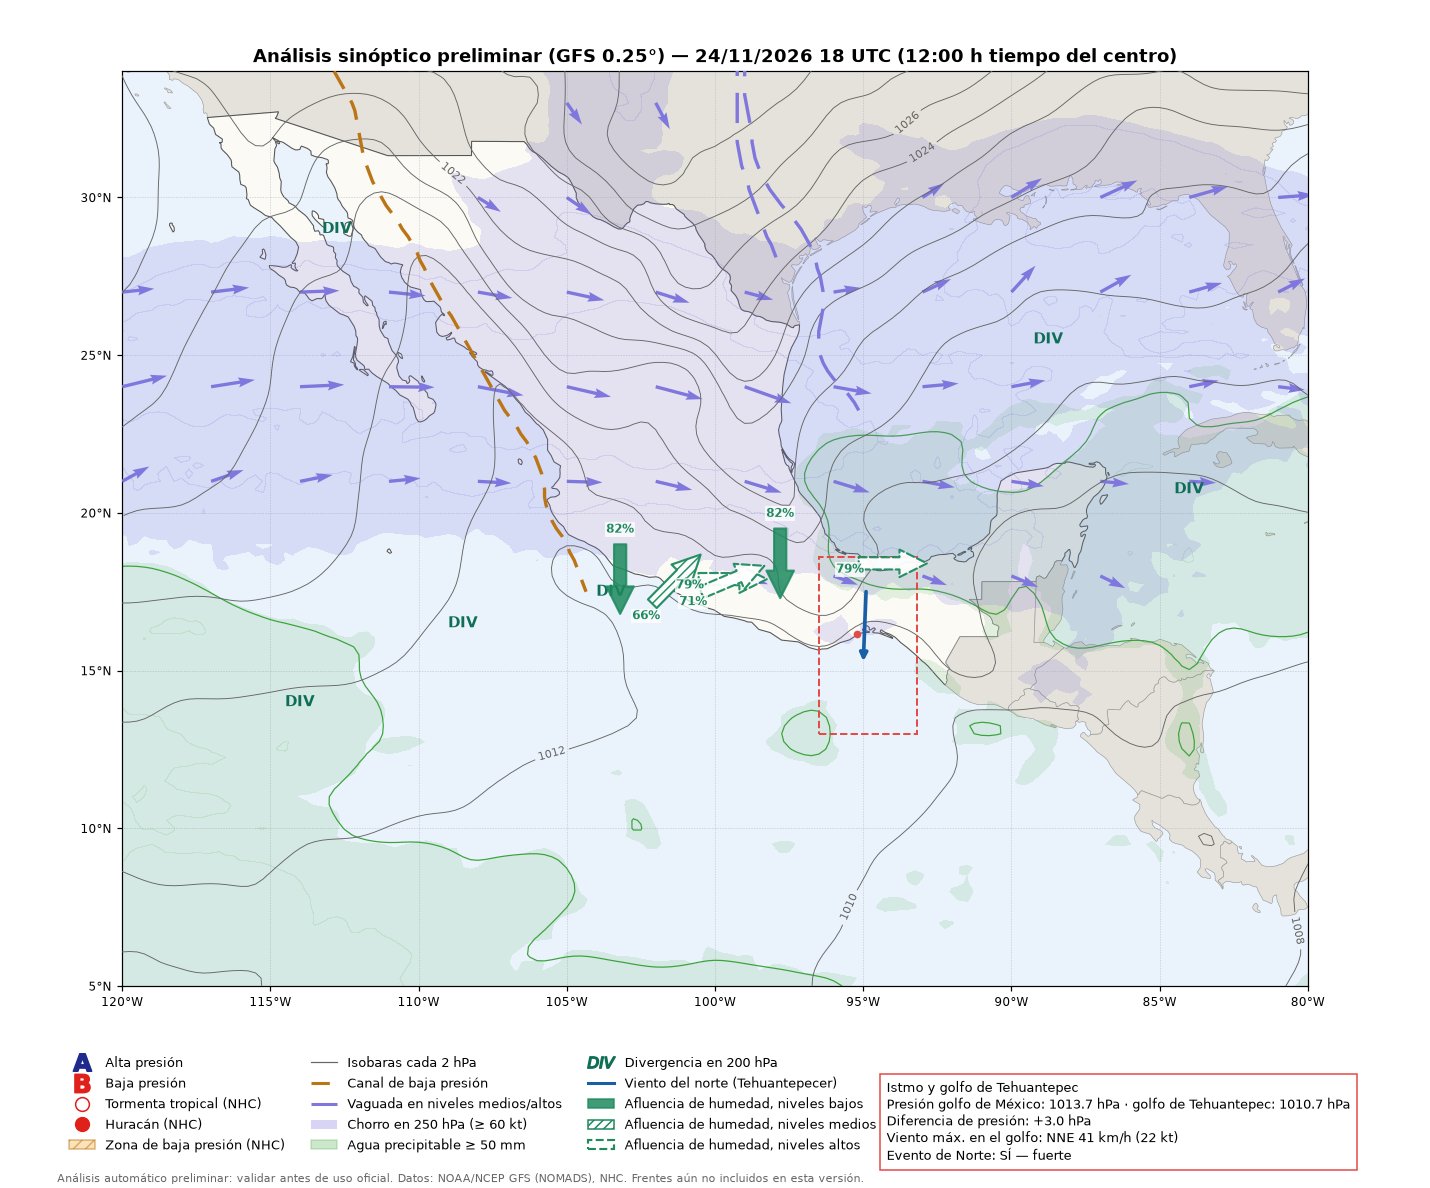 Análisis sinóptico preliminar (GFS 0.25°) — 24/11/2026 18 UTC (12:00 h tiempo del centro)
1026
1024
1022
30°N
DIV
25°N
DIV
20°N
DIV
82%
82%
79%
79%
71%
66%
DIV
DIV
15°N
DIV
1012
10°N
1010
1008
5°N
120°W
115°W
110°W
105°W
100°W
95°W
90°W
85°W
80°W
A Alta presión
B Baja presión
Tormenta tropical (NHC)
Huracán (NHC)
Zona de baja presión (NHC)
Isobaras cada 2 hPa
Canal de baja presión
Vaguada en niveles medios/altos
Chorro en 250 hPa (≥ 60 kt)
Agua precipitable ≥ 50 mm
DIV Divergencia en 200 hPa
Viento del norte (Tehuantepecer)
Afluencia de humedad, niveles bajos
Afluencia de humedad, niveles medios
Afluencia de humedad, niveles altos
Istmo y golfo de Tehuantepec
Presión golfo de México: 1013.7 hPa · golfo de Tehuantepec: 1010.7 hPa
Diferencia de presión: +3.0 hPa
Viento máx. en el golfo: NNE 41 km/h (22 kt)
Evento de Norte: SÍ — fuerte
Análisis automático preliminar: validar antes de uso oficial. Datos: NOAA/NCEP GFS (NOMADS), NHC. Frentes aún no incluidos en esta versión.